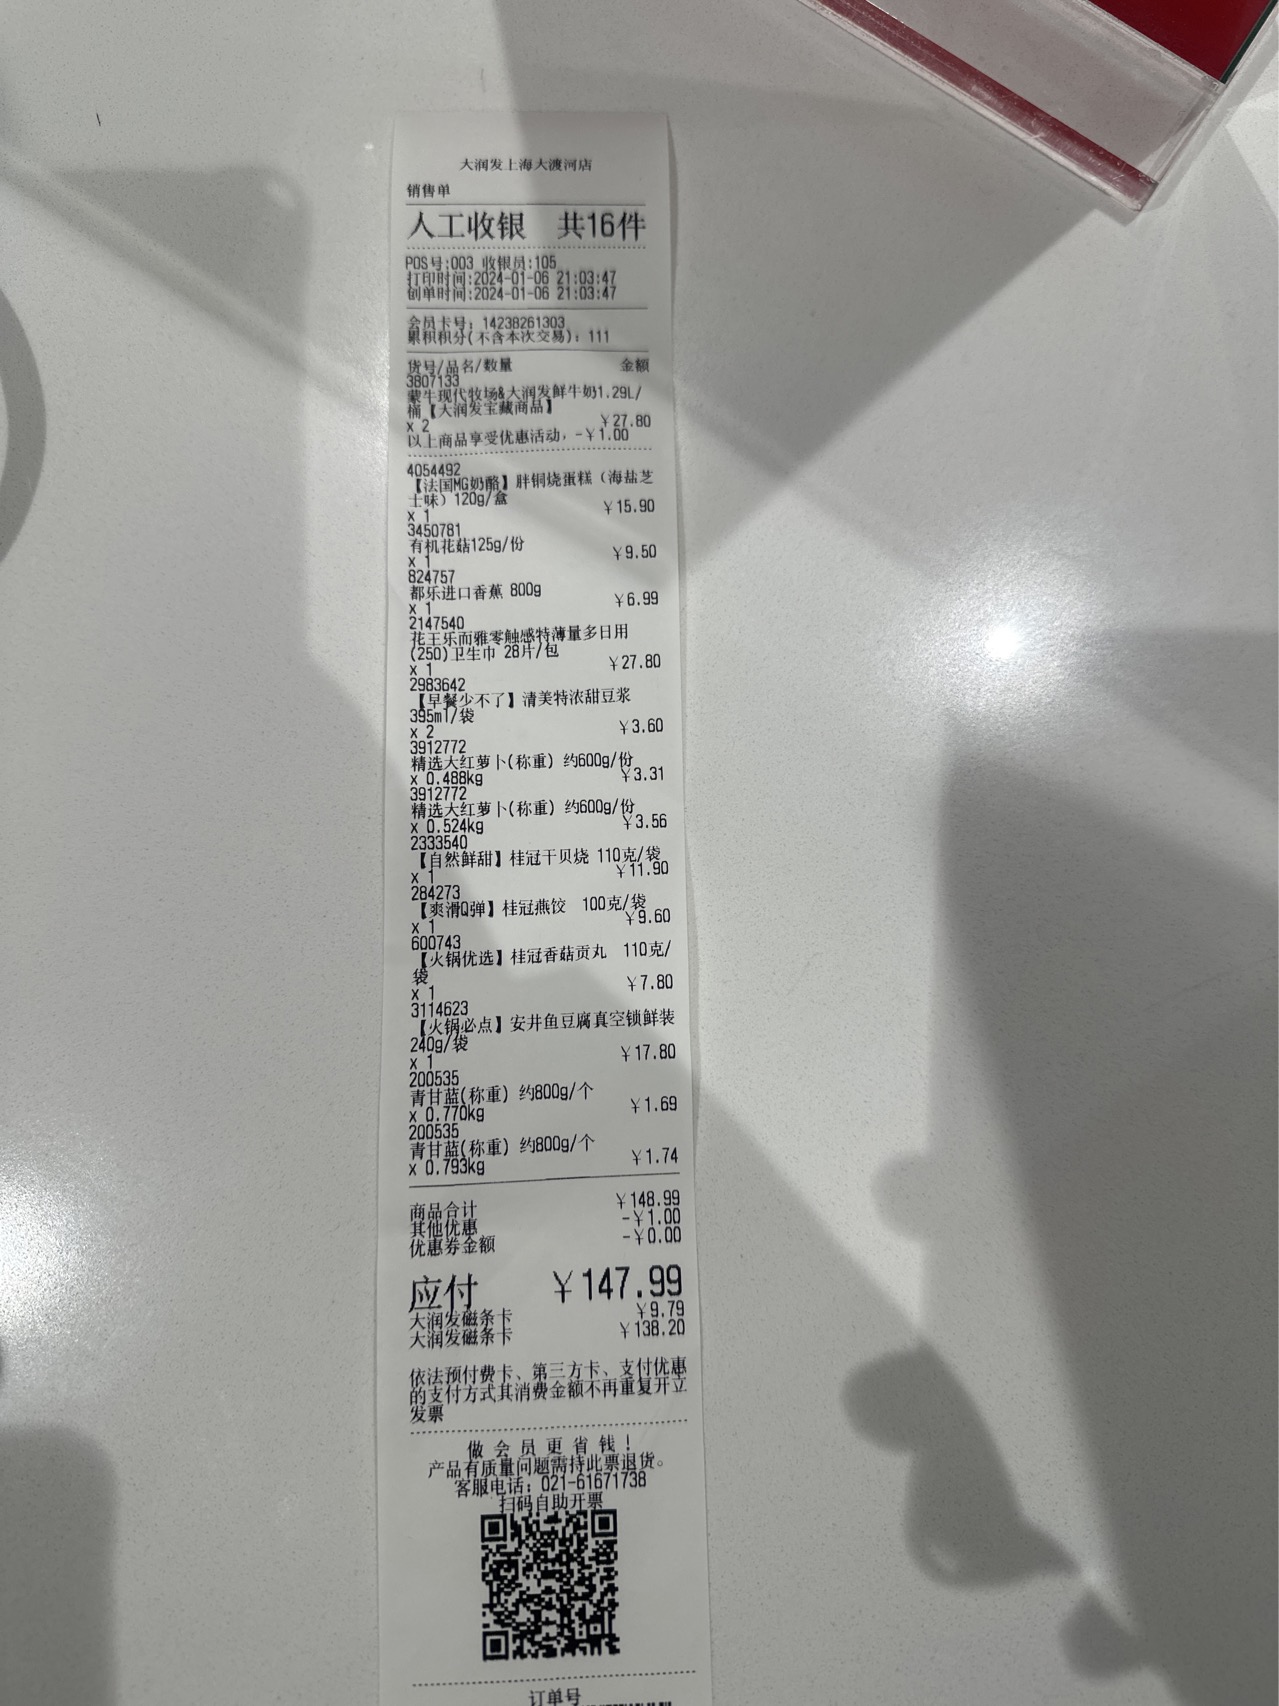 大润发上海大渡河店
销售单
人工收银 共16件
POS号:003 收银员:105
打印时间:2024-01-06 21:03:47
创单时间:2024-01-06 21:03:47
会员卡号: 14238261303
累积积分(不含本次交易): 111
货号/品名/数量 金额
3807133
蒙牛现代牧场&大润发鲜牛奶1.29L/
桶【大润发宝藏商品】
x 2 ￥27.80
以上商品享受优惠活动, -￥1.00
4054492
【法国MG奶酪】胖铜烧蛋糕（海盐芝
士味）120g/盒
x 1 ￥15.90
3450781
有机花菇125g/份
x 1 ￥9.50
824757
都乐进口香蕉 800g
x 1 ￥6.99
2147540
花王乐而雅零触感特薄量多日用
(250)卫生巾 28片/包
x 1 ￥27.80
2983642
【早餐少不了】清美特浓甜豆浆
395ml/袋
x 2 ￥3.60
3912772
精选大红萝卜(称重) 约600g/份
x 0.488kg ￥3.31
3912772
精选大红萝卜(称重) 约600g/份
x 0.524kg ￥3.56
2333540
【自然鲜甜】桂冠干贝烧 110克/袋
x 1 ￥11.90
284273
【爽滑Q弹】桂冠燕饺 100克/袋
x 1 ￥9.60
600743
【火锅优选】桂冠香菇贡丸 110克/
袋
x 1 ￥7.80
3114623
【火锅必点】安井鱼豆腐真空锁鲜装
240g/袋
x 1 ￥17.80
200535
青甘蓝(称重) 约800g/个
x 0.770kg ￥1.69
200535
青甘蓝(称重) 约800g/个
x 0.793kg ￥1.74
商品合计 ￥148.99
其他优惠 -￥1.00
优惠券金额 -￥0.00
应付 ￥147.99
大润发磁条卡 ￥9.79
大润发磁条卡 ￥138.20
依法预付费卡、第三方卡、支付优惠
的支付方式其消费金额不再重复开立
发票
做会员更省钱！
产品有质量问题需持此票退货。
客服电话: 021-61671738
扫码自助开票
订单号